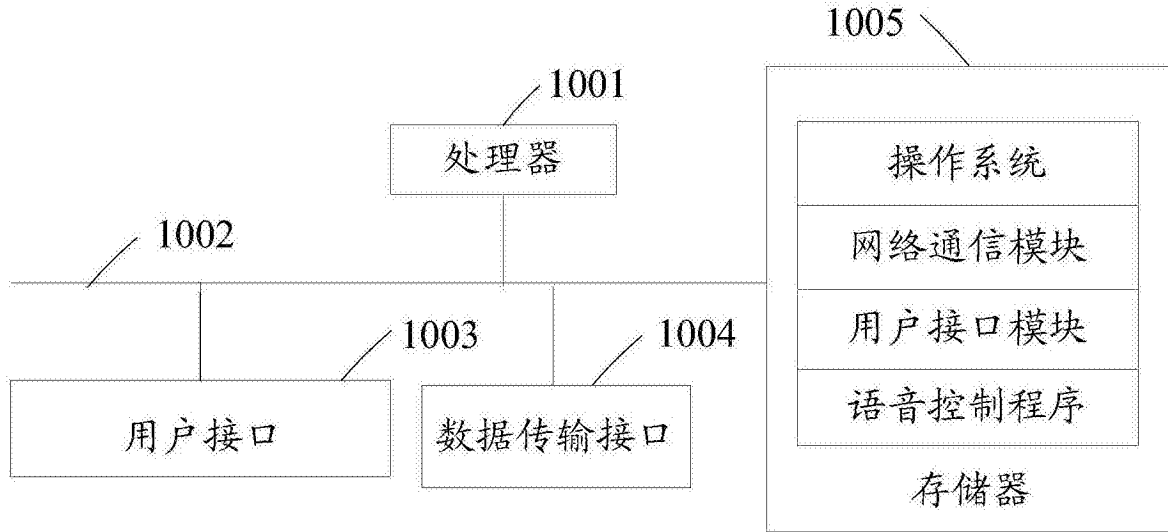 1005
1001
处理器
操作系统
网络通信模块
用户接口模块
语音控制程序
存储器
1002
1003
用户接口
1004
数据传输接口